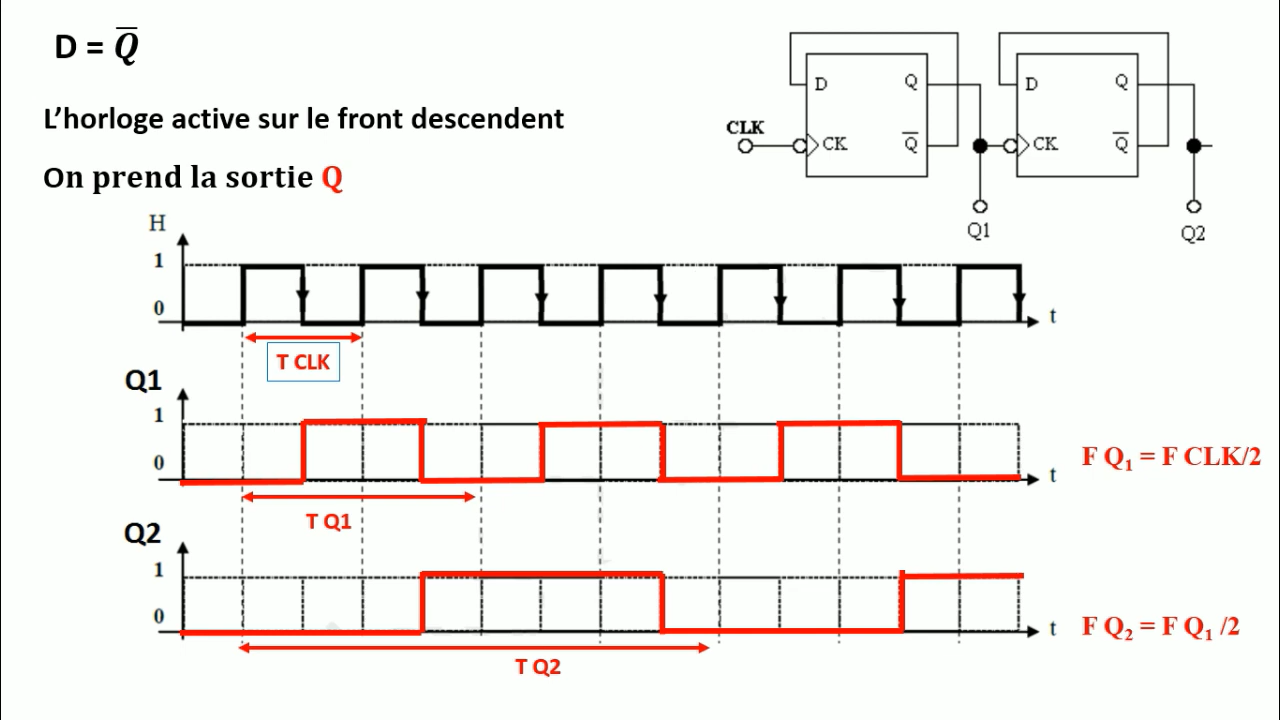 D = Q̅
L’horloge active sur le front descendent
On prend la sortie Q
D Q
CK Q̅
D Q
CK Q̅
CLK
Q1
Q2
H
1
0
t
T CLK
Q1
1
0
t
F Q₁ = F CLK/2
T Q1
Q2
1
0
t
F Q₂ = F Q₁ /2
T Q2